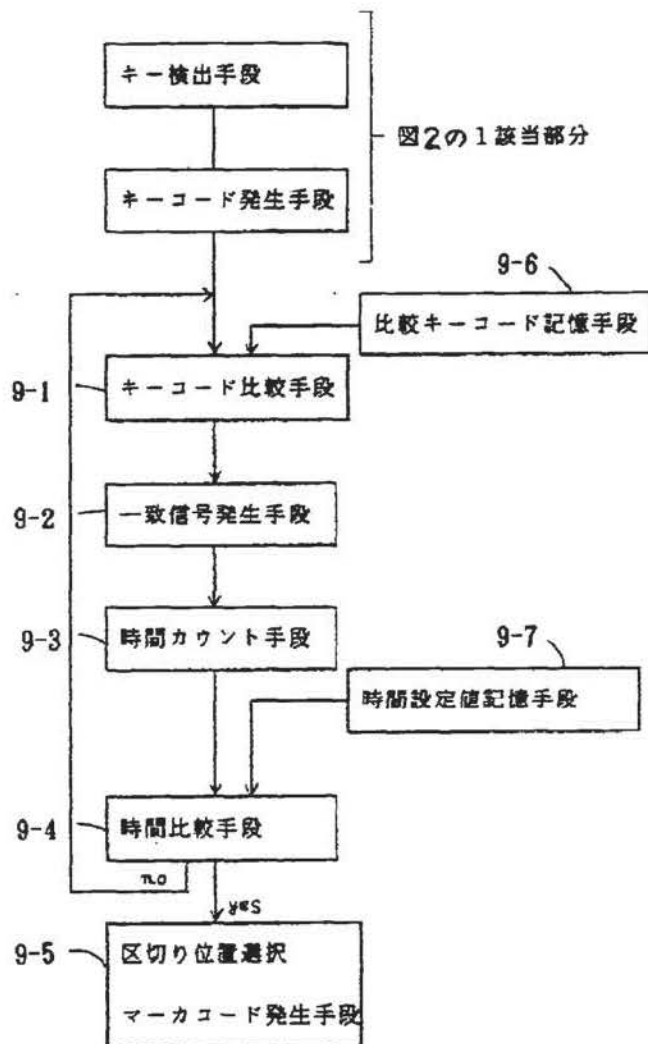 キー検出手段
図2の1該当部分
キーコード発生手段
9-6
比較キーコード記憶手段
9-1
キーコード比較手段
9-2
一致信号発生手段
9-3
時間カウント手段
9-7
時間設定値記憶手段
9-4
時間比較手段
no
yes
9-5
区切り位置選択
マーカコード発生手段